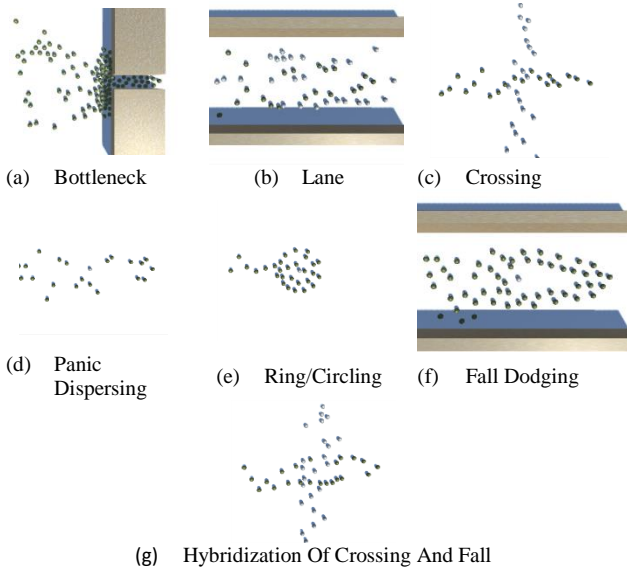 (a) Bottleneck
(b) Lane
(c) Crossing
(d) Panic
Dispersing
(e) Ring/Circling
(f) Fall Dodging
(g) Hybridization Of Crossing And Fall